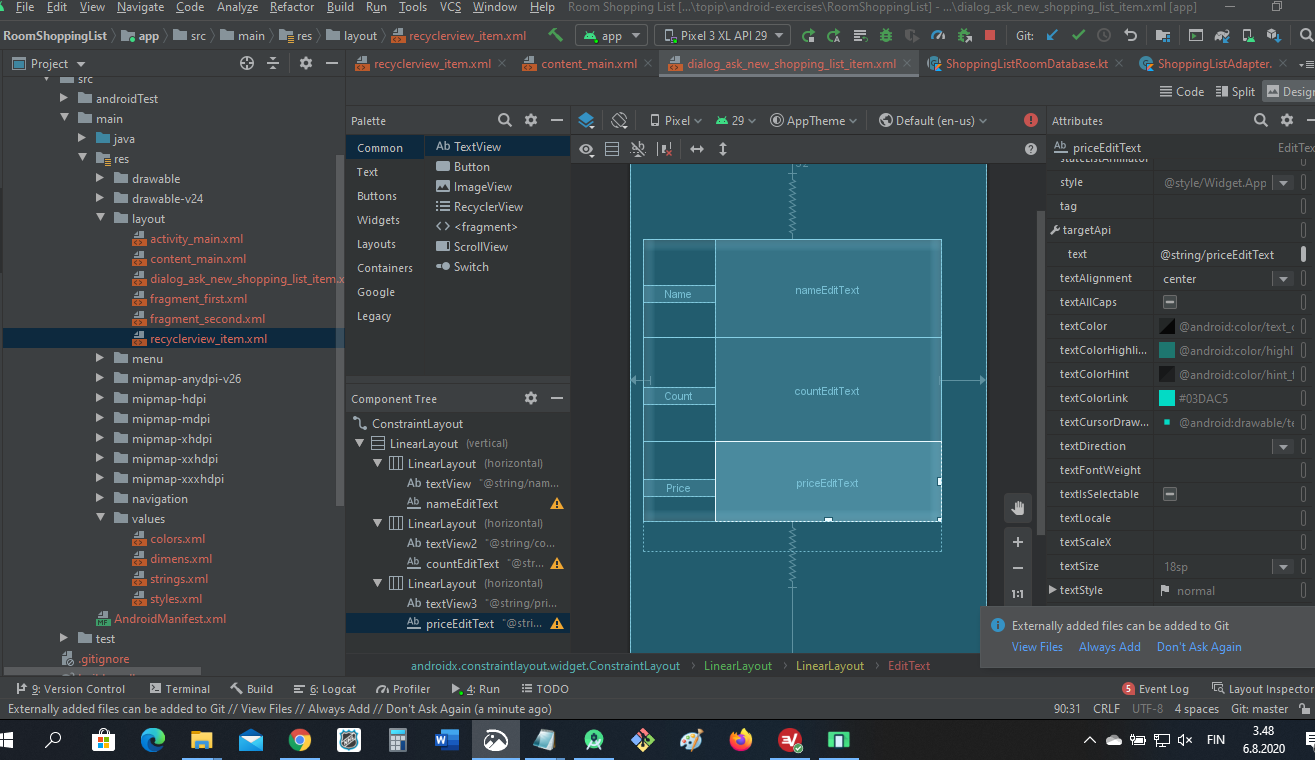 File Edit View Navigate Code Analyze Refactor Build Run Tools VCS Window Help Room Shopping List [...\topip\android-exercises\RoomShoppingList] - ...\dialog_ask_new_shopping_list_item.xml [app]
RoomShoppingList app src main res layout recyclerview_item.xml app Pixel 3 XL API 29 Git:
Project recyclerview_item.xml content_main.xml dialog_ask_new_shopping_list_item.xml ShoppingListRoomDatabase.kt ShoppingListAdapter.
Code Split Design
src
androidTest
main
java
res
drawable
drawable-v24
layout
activity_main.xml
content_main.xml
dialog_ask_new_shopping_list_item.x
fragment_first.xml
fragment_second.xml
recyclerview_item.xml
menu
mipmap-anydpi-v26
mipmap-hdpi
mipmap-mdpi
mipmap-xhdpi
mipmap-xxhdpi
mipmap-xxxhdpi
navigation
values
colors.xml
dimens.xml
strings.xml
styles.xml
AndroidManifest.xml
test
.gitignore
Palette
Common
Text
Buttons
Widgets
Layouts
Containers
Google
Legacy
Ab TextView
Button
ImageView
RecyclerView
<fragment>
ScrollView
Switch
Component Tree
ConstraintLayout
LinearLayout (vertical)
LinearLayout (horizontal)
Ab textView "@string/nam...
Ab nameEditText
LinearLayout (horizontal)
Ab textView2 "@string/co...
Ab countEditText "@str...
LinearLayout (horizontal)
Ab textView3 "@string/pri...
Ab priceEditText "@stri...
Pixel 29 AppTheme Default (en-us)
Name nameEditText
Count countEditText
Price priceEditText
1:1
Attributes
Ab priceEditText EditTex
stateListAnimator
style @style/Widget.App
tag
targetApi
text @string/priceEditText
textAlignment center
textAllCaps
textColor @android:color/text_c
textColorHighli... @android:color/highl
textColorHint @android:color/hint_f
textColorLink #03DAC5
textCursorDraw... @android:drawable/te
textDirection
textFontWeight
textIsSelectable
textLocale
textScaleX
textSize 18sp
textStyle normal
Externally added files can be added to Git
View Files Always Add Don't Ask Again
androidx.constraintlayout.widget.ConstraintLayout LinearLayout LinearLayout EditText
9: Version Control Terminal Build 6: Logcat Profiler 4: Run TODO 5 Event Log Layout Inspector
Externally added files can be added to Git // View Files // Always Add // Don't Ask Again (a minute ago) 90:31 CRLF UTF-8 4 spaces Git: master
FIN
3.48
6.8.2020